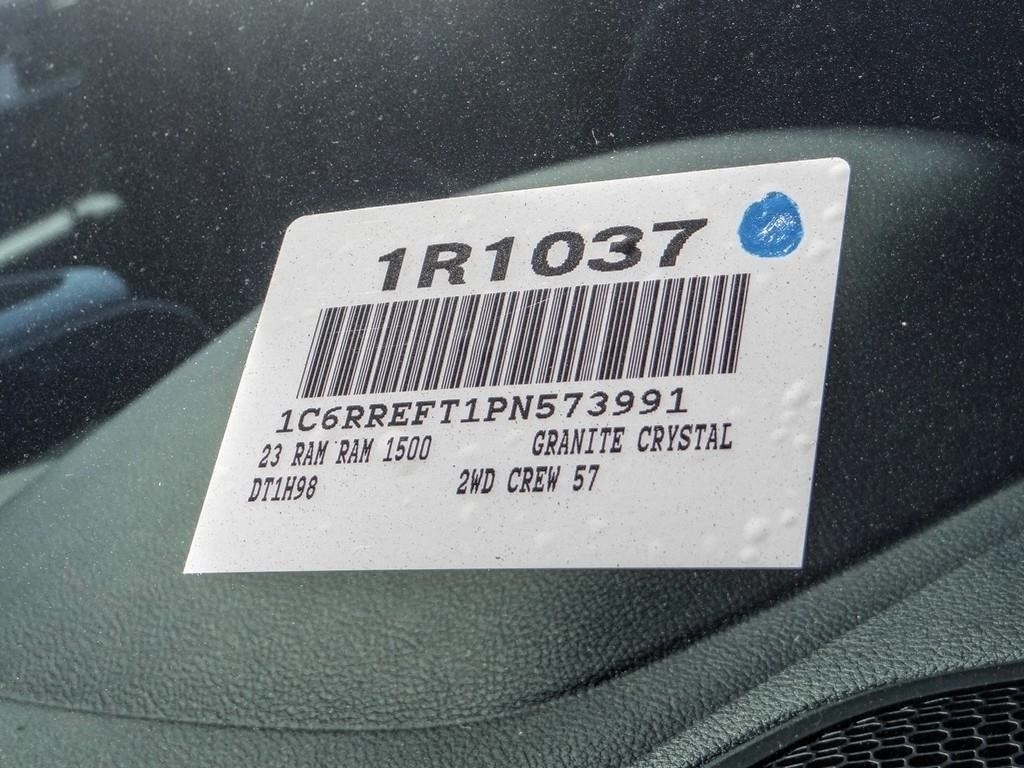 1R1037
1C6RREFT1PN573991
23 RAM RAM 1500 GRANITE CRYSTAL
DT1H98 2WD CREW 57